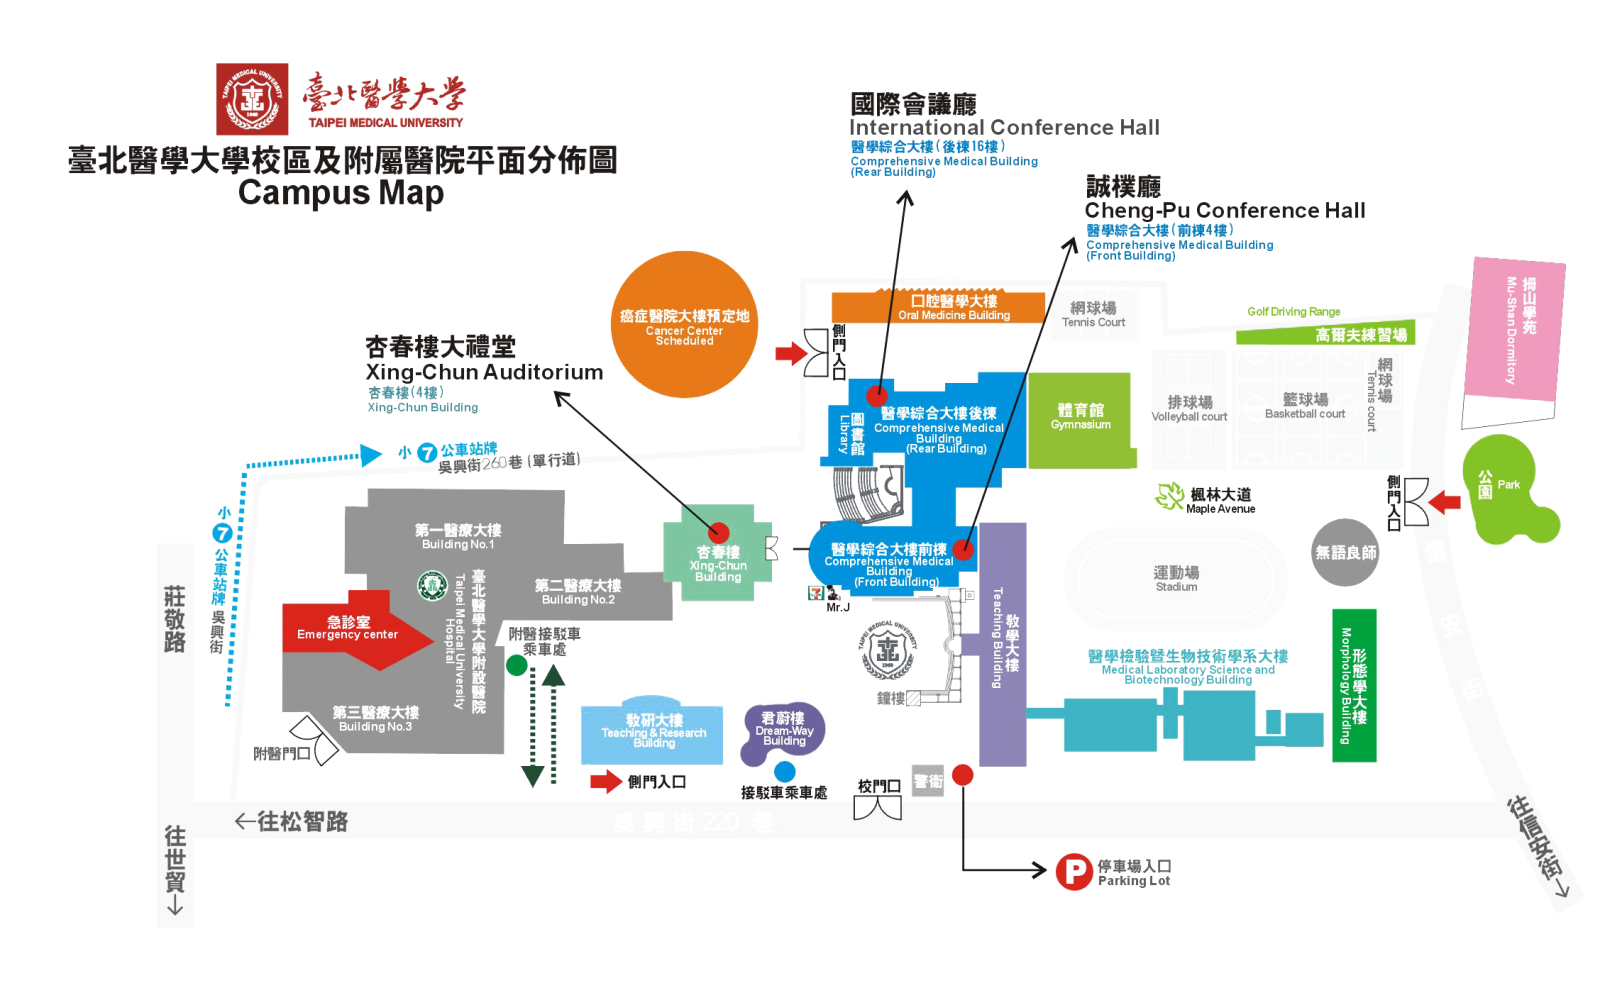 臺北醫學大學
TAIPEI MEDICAL UNIVERSITY
臺北醫學大學校區及附屬醫院平面分佈圖
Campus Map
國際會議廳
International Conference Hall
醫學綜合大樓(後棟16樓)
Comprehensive Medical Building
(Rear Building)
誠樸廳
Cheng-Pu Conference Hall
醫學綜合大樓(前棟4樓)
Comprehensive Medical Building
(Front Building)
癌症醫院大樓預定地
Cancer Center
Scheduled
口腔醫學大樓
Oral Medicine Building
側門入口
網球場
Tennis Court
Golf Driving Range
高爾夫練習場
拇山學苑
Mu-Shan Dormitory
杏春樓大禮堂
Xing-Chun Auditorium
杏春樓(4樓)
Xing-Chun Building
圖書館
Library
醫學綜合大樓後棟
Comprehensive Medical
Building
(Rear Building)
體育館
Gymnasium
排球場
Volleyball court
籃球場
Basketball court
網球場
Tennis court
小 7 公車站牌
吳興街260巷 (單行道)
楓林大道
Maple Avenue
側門入口
公園
Park
小 7 公車站牌 吳興街
第一醫療大樓
Building No.1
第二醫療大樓
Building No.2
臺北醫學大學附設醫院
Taipei Medical University
Hospital
急診室
Emergency center
第三醫療大樓
Building No.3
附醫門口
附醫接駁車
乘車處
杏春樓
Xing-Chun
Building
醫學綜合大樓前棟
Comprehensive Medical
Building
(Front Building)
7
Mr.J
TAIPEI MEDICAL UNIVERSITY
1960
鐘樓
教學大樓
Teaching Building
運動場
Stadium
無語良師
醫學檢驗暨生物技術學系大樓
Medical Laboratory Science and
Biotechnology Building
形態學大樓
Morphology Building
信安街
教研大樓
Teaching & Research
Building
側門入口
君蔚樓
Dream-Way
Building
接駁車乘車處
校門口
警衛
莊敬路
往世貿→
←往松智路
吳興街220巷
往信安街→
P
停車場入口
Parking Lot